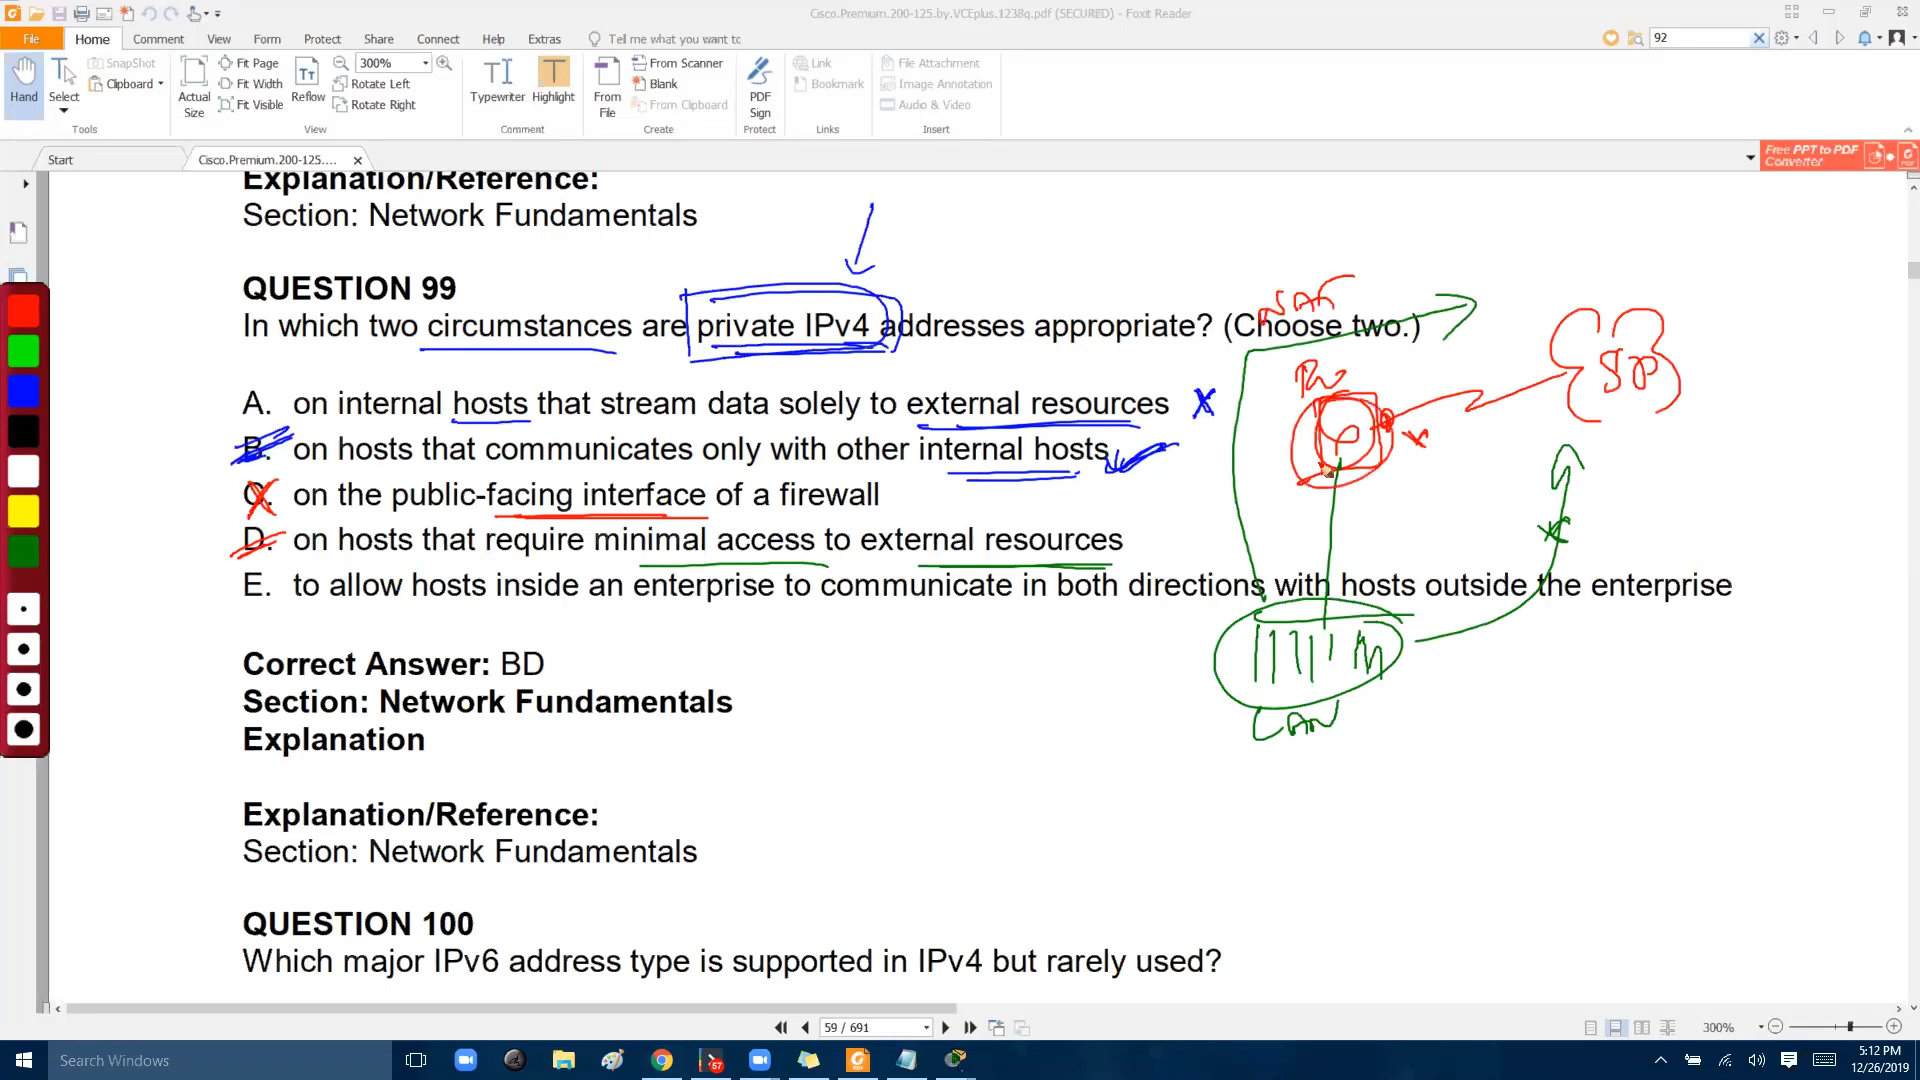 Cisco.Premium.200-125.by.VCEplus.1238q.pdf (SECURED) - Foxit Reader
File Home Comment View Form Protect Share Connect Help Extras Tell me what you want to 92
Hand
Select
SnapShot
Clipboard
Tools
Actual Size
Fit Page
Fit Width
Fit Visible
Reflow
300%
Rotate Left
Rotate Right
View
Typewriter
Highlight
Comment
From File
From Scanner
Blank
From Clipboard
Create
PDF Sign
Protect
Link
Bookmark
Links
File Attachment
Image Annotation
Audio & Video
Insert
Start
Cisco.Premium.200-125....
Free PPT to PDF
Converter
Explanation/Reference:
Section: Network Fundamentals
QUESTION 99
In which two circumstances are private IPv4 addresses appropriate? (Choose two.)
NAT
SP
A. on internal hosts that stream data solely to external resources
B. on hosts that communicates only with other internal hosts
C. on the public-facing interface of a firewall
D. on hosts that require minimal access to external resources
E. to allow hosts inside an enterprise to communicate in both directions with hosts outside the enterprise
LAN
Correct Answer: BD
Section: Network Fundamentals
Explanation
Explanation/Reference:
Section: Network Fundamentals
QUESTION 100
Which major IPv6 address type is supported in IPv4 but rarely used?
59 / 691
300%
Search Windows
57
5:12 PM
12/26/2019